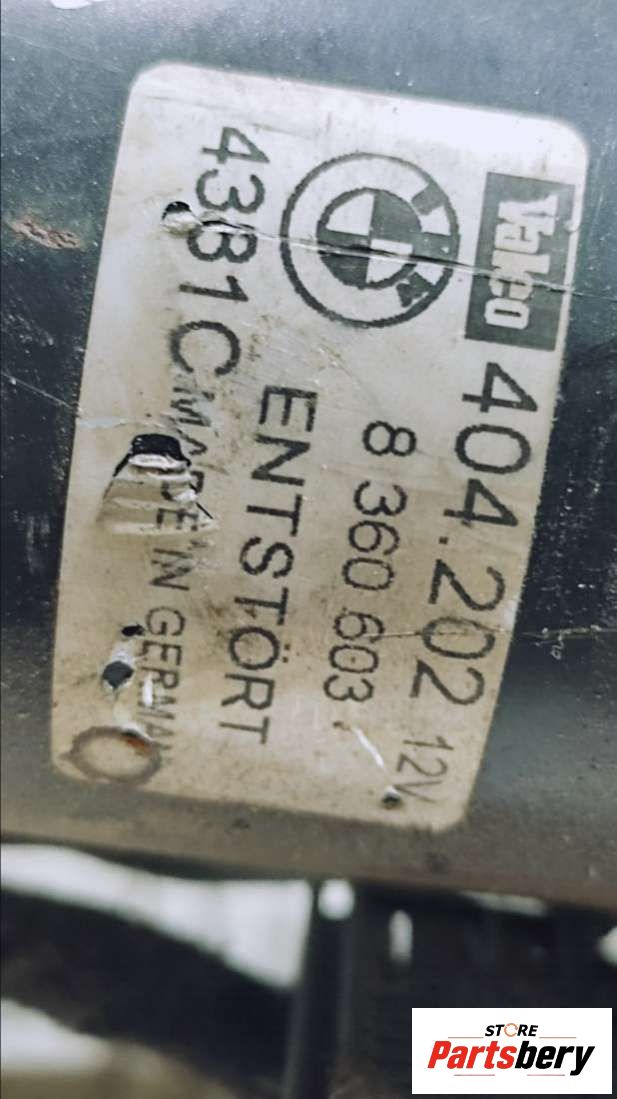 Valeo 404.202 12V
8 360 603
ENTSTÖRT
4381C MADE IN GERMANY
STORE
Partsbery